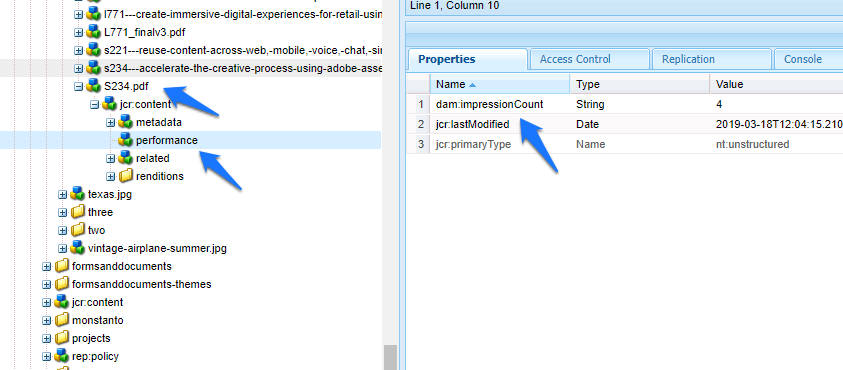 l771---create-immersive-digital-experiences-for-retail-usin
L771_finalv3.pdf
s221---reuse-content-across-web,-mobile,-voice,-chat,-sin
s234---accelerate-the-creative-process-using-adobe-asse
S234.pdf
jcr:content
metadata
performance
related
renditions
texas.jpg
three
two
vintage-airplane-summer.jpg
formsanddocuments
formsanddocuments-themes
jcr:content
monstanto
projects
rep:policy
Line 1, Column 10
Properties Access Control Replication Console
Name Type Value
1 dam:impressionCount String 4
2 jcr:lastModified Date 2019-03-18T12:04:15.210
3 jcr:primaryType Name nt:unstructured